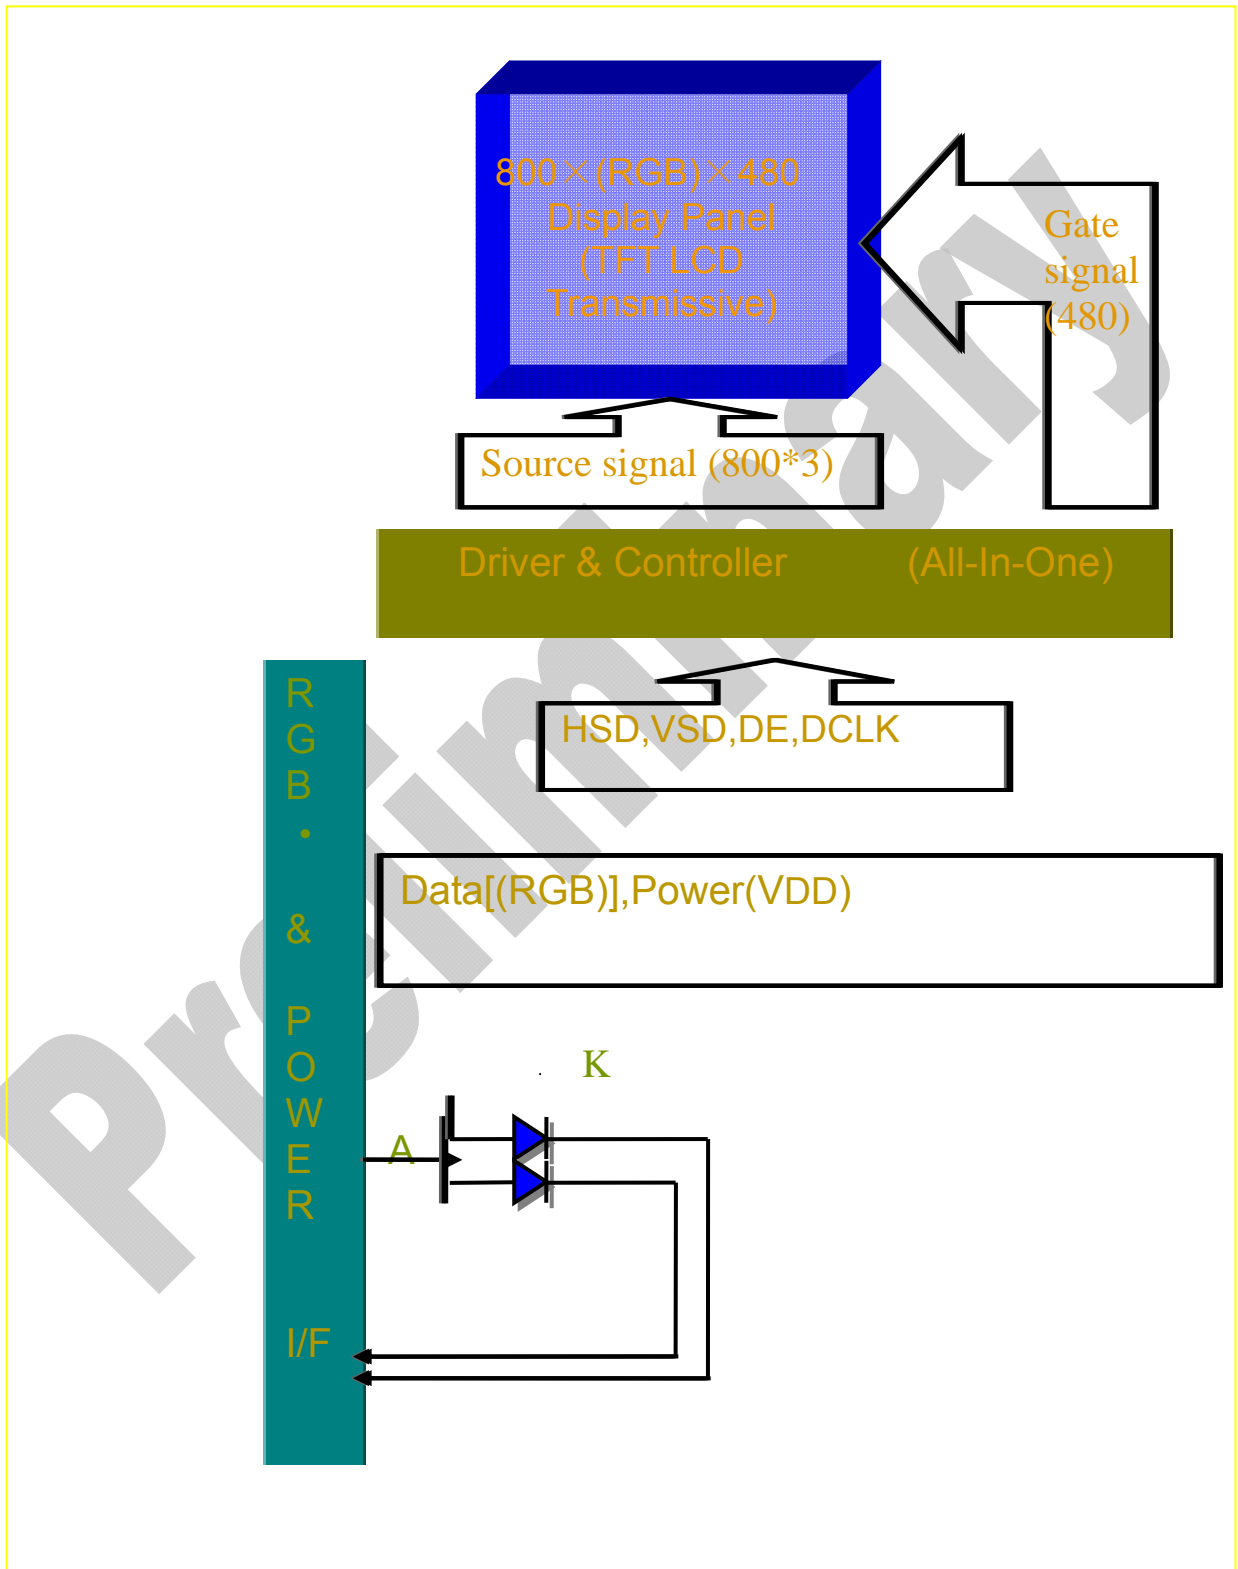 800×(RGB)×480
Display Panel
(TFT LCD
Transmissive)
Gate
signal
(480)
Source signal (800*3)
Driver & Controller (All-In-One)
HSD,VSD,DE,DCLK
Data[(RGB)],Power(VDD)
R
G
B
•
&
P
O
W
E
R
I/F
K
A
Preliminary